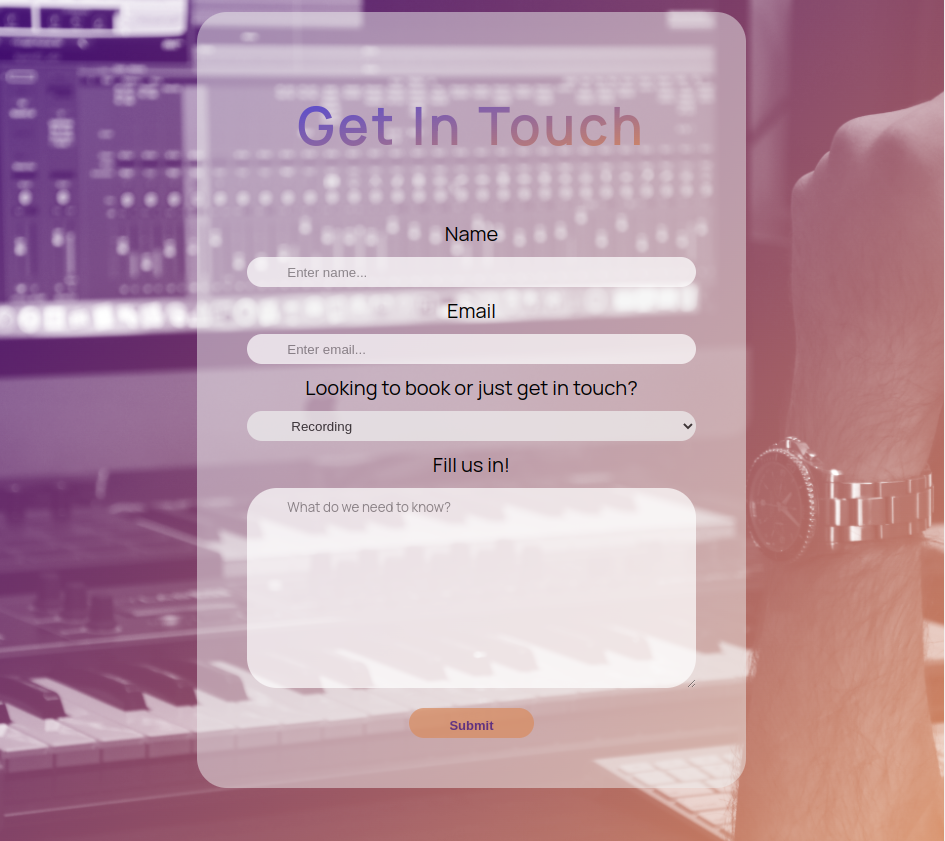 Get In Touch
Name
Enter name...
Email
Enter email...
Looking to book or just get in touch?
Recording
Fill us in!
What do we need to know?
Submit